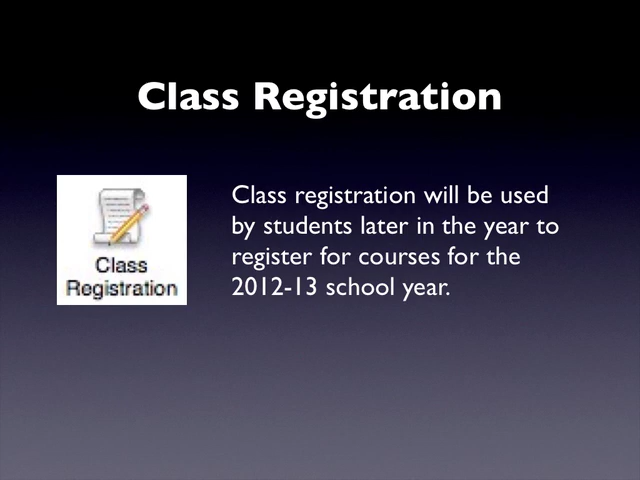 Class Registration
Class
Registration
Class registration will be used
by students later in the year to
register for courses for the
2012-13 school year.